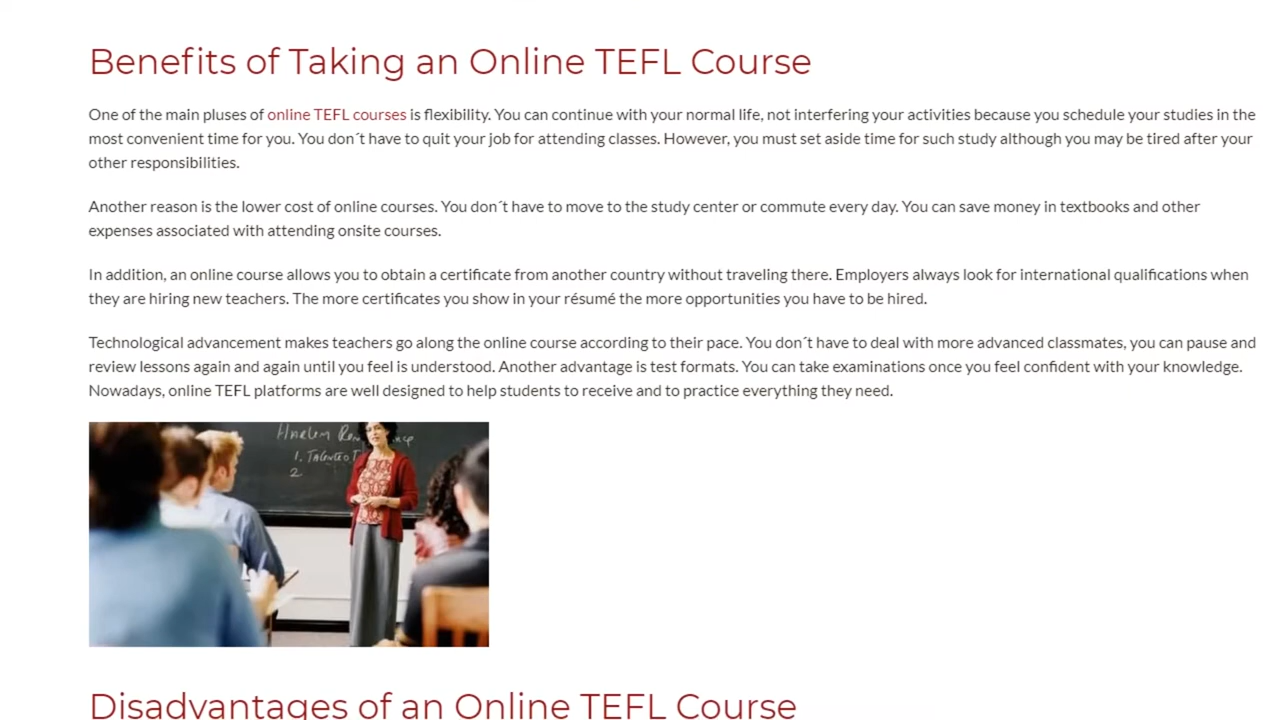 Benefits of Taking an Online TEFL Course
One of the main pluses of online TEFL courses is flexibility. You can continue with your normal life, not interfering your activities because you schedule your studies in the
most convenient time for you. You don´t have to quit your job for attending classes. However, you must set aside time for such study although you may be tired after your
other responsibilities.
Another reason is the lower cost of online courses. You don´t have to move to the study center or commute every day. You can save money in textbooks and other
expenses associated with attending onsite courses.
In addition, an online course allows you to obtain a certificate from another country without traveling there. Employers always look for international qualifications when
they are hiring new teachers. The more certificates you show in your résumé the more opportunities you have to be hired.
Technological advancement makes teachers go along the online course according to their pace. You don´t have to deal with more advanced classmates, you can pause and
review lessons again and again until you feel is understood. Another advantage is test formats. You can take examinations once you feel confident with your knowledge.
Nowadays, online TEFL platforms are well designed to help students to receive and to practice everything they need.
Harlem
1.
2
Disadvantages of an Online TEFL Course